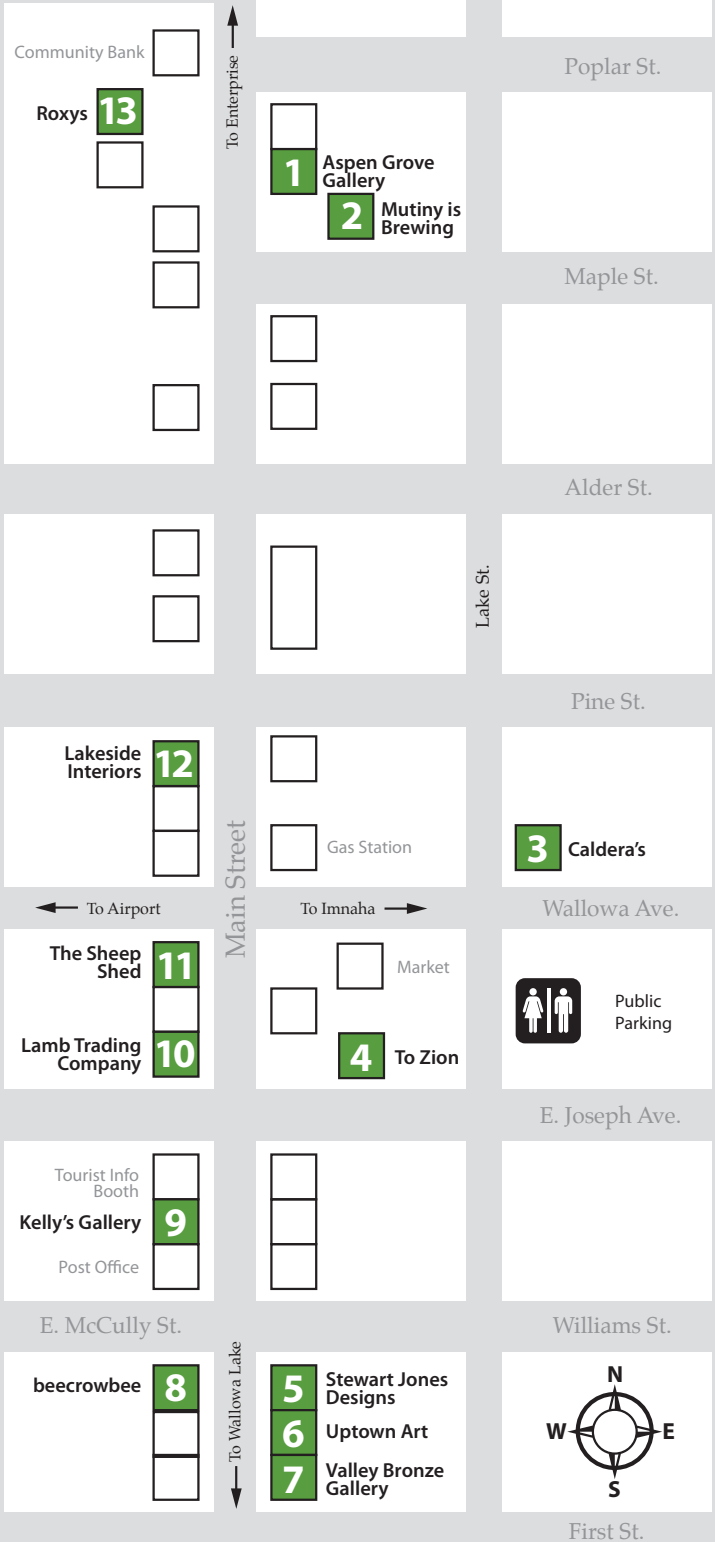 Community Bank
To Enterprise
Poplar St.
Roxys
13
1
Aspen Grove
Gallery
2
Mutiny is
Brewing
Maple St.
Alder St.
Lake St.
Pine St.
Lakeside
Interiors
12
Main Street
Gas Station
3
Caldera's
To Airport
To Imnaha
Wallowa Ave.
The Sheep
Shed
11
Market
Public
Parking
Lamb Trading
Company
10
4
To Zion
E. Joseph Ave.
Tourist Info
Booth
Kelly's Gallery
9
Post Office
E. McCully St.
Williams St.
To Wallowa Lake
beecrowbee
8
5
Stewart Jones
Designs
6
Uptown Art
7
Valley Bronze
Gallery
N
W
E
S
First St.